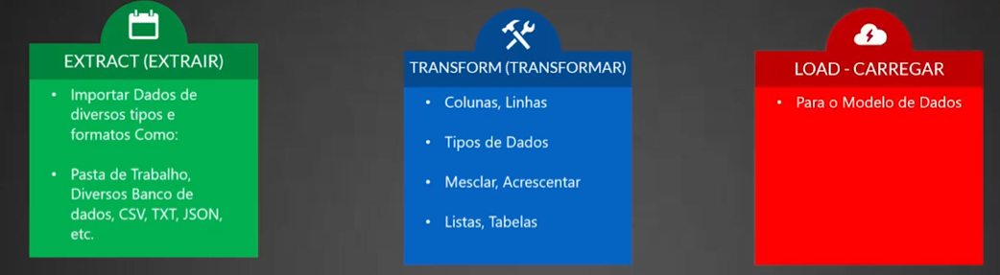 EXTRACT (EXTRAIR)
• Importar Dados de
diversos tipos e
formatos Como:
• Pasta de Trabalho,
Diversos Banco de
dados, CSV, TXT, JSON,
etc.
TRANSFORM (TRANSFORMAR)
• Colunas, Linhas
• Tipos de Dados
• Mesclar, Acrescentar
• Listas, Tabelas
LOAD - CARREGAR
• Para o Modelo de Dados